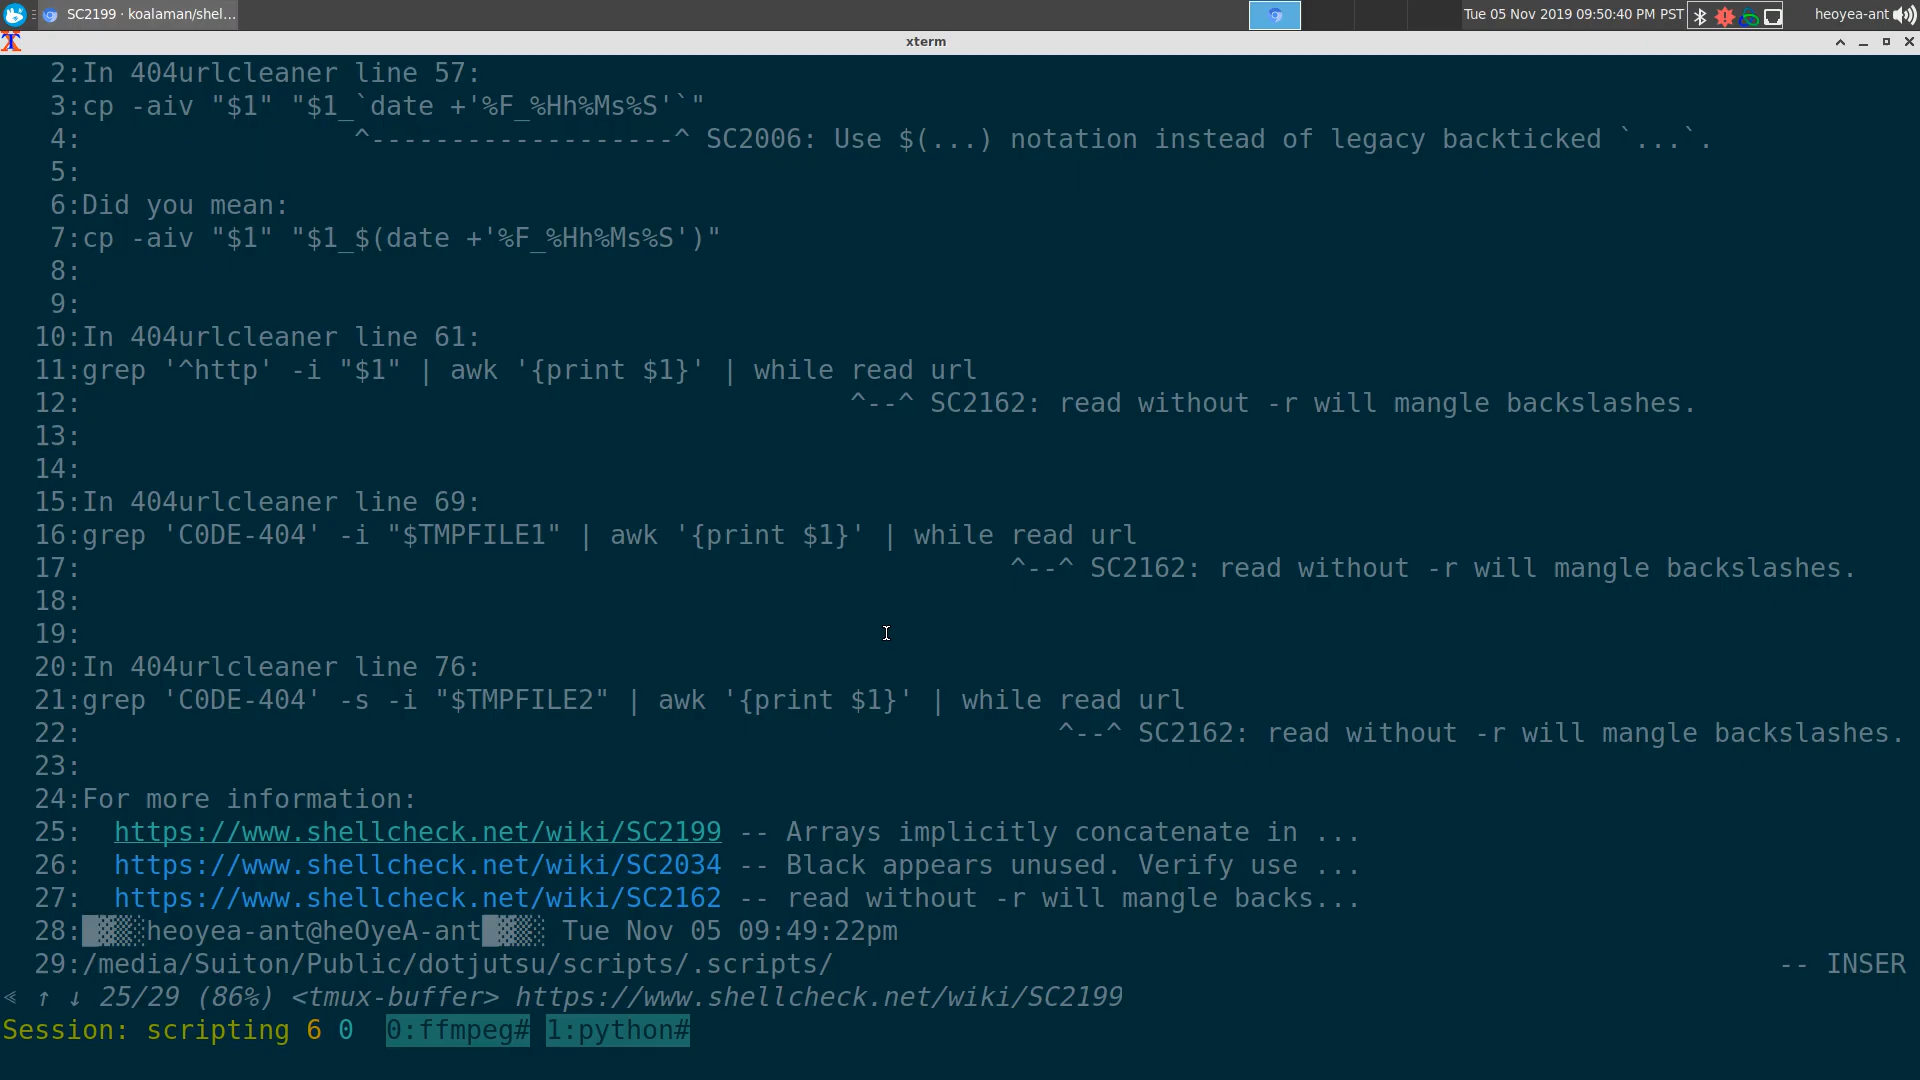 SC2199 · koalaman/shel...
Tue 05 Nov 2019 09:50:40 PM PST
heoyea-ant
xterm
2:In 404urlcleaner line 57:
3:cp -aiv "$1" "$1_`date +'%F_%Hh%Ms%S'`"
4:                 ^-------------------^ SC2006: Use $(...) notation instead of legacy backticked `...`.
5:
6:Did you mean:
7:cp -aiv "$1" "$1_$(date +'%F_%Hh%Ms%S')"
8:
9:
10:In 404urlcleaner line 61:
11:grep '^http' -i "$1" | awk '{print $1}' | while read url
12:                                                ^--^ SC2162: read without -r will mangle backslashes.
13:
14:
15:In 404urlcleaner line 69:
16:grep 'C0DE-404' -i "$TMPFILE1" | awk '{print $1}' | while read url
17:                                                          ^--^ SC2162: read without -r will mangle backslashes.
18:
19:
20:In 404urlcleaner line 76:
21:grep 'C0DE-404' -s -i "$TMPFILE2" | awk '{print $1}' | while read url
22:                                                             ^--^ SC2162: read without -r will mangle backslashes.
23:
24:For more information:
25:  https://www.shellcheck.net/wiki/SC2199 -- Arrays implicitly concatenate in ...
26:  https://www.shellcheck.net/wiki/SC2034 -- Black appears unused. Verify use ...
27:  https://www.shellcheck.net/wiki/SC2162 -- read without -r will mangle backs...
28:█▓▒░heoyea-ant@heOyeA-ant█▓▒░ Tue Nov 05 09:49:22pm
29:/media/Suiton/Public/dotjutsu/scripts/.scripts/ -- INSER
≪ ↑ ↓ 25/29 (86%) <tmux-buffer> https://www.shellcheck.net/wiki/SC2199
Session: scripting 6 0  0:ffmpeg# 1:python#